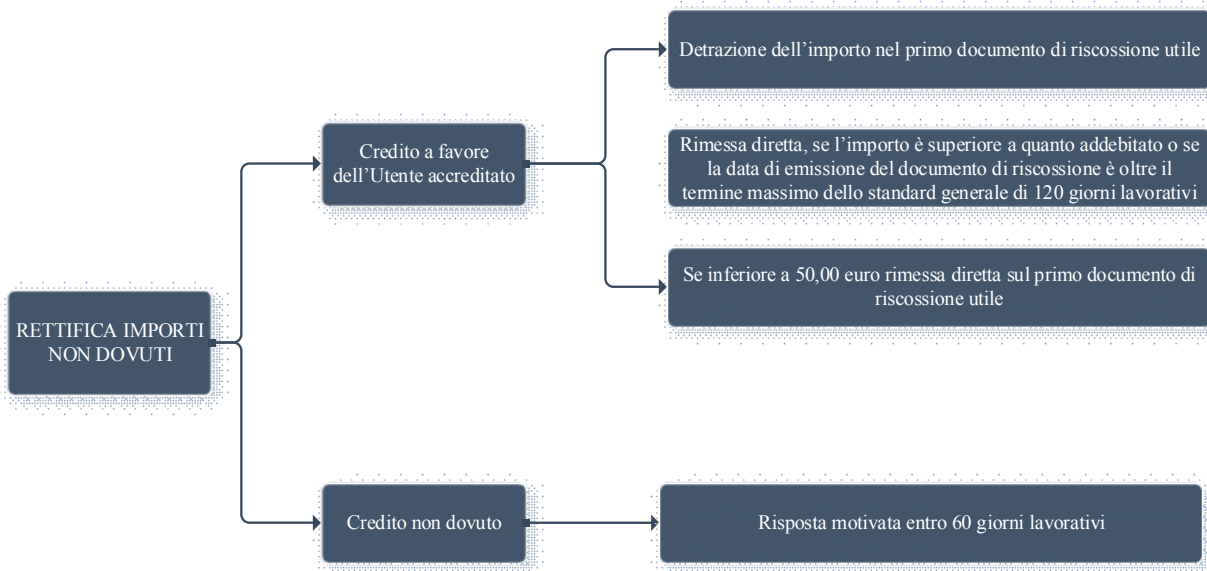 RETTIFICA IMPORTI
NON DOVUTI
Credito a favore
dell’Utente accreditato
Detrazione dell’importo nel primo documento di riscossione utile
Rimessa diretta, se l’importo è superiore a quanto addebitato o se
la data di emissione del documento di riscossione è oltre il
termine massimo dello standard generale di 120 giorni lavorativi
Se inferiore a 50,00 euro rimessa diretta sul primo documento di
riscossione utile
Credito non dovuto
Risposta motivata entro 60 giorni lavorativi